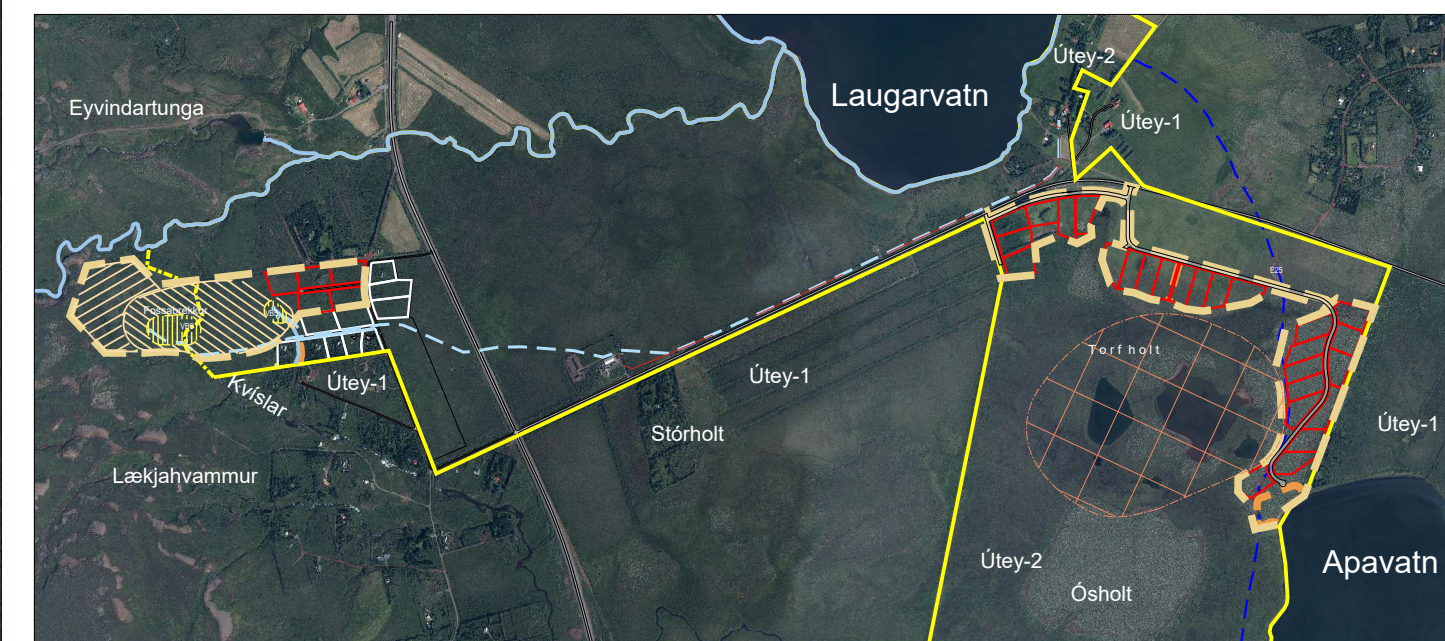 Útey-2
Laugarvatn
Eyvindartunga
Útey-1
E25
Fossabrekkur
Torfholt
Útey-1
Útey-1
Kvíslar
Útey-1
Stórholt
Lækjahvammur
Útey-2
Apavatn
Ósholt